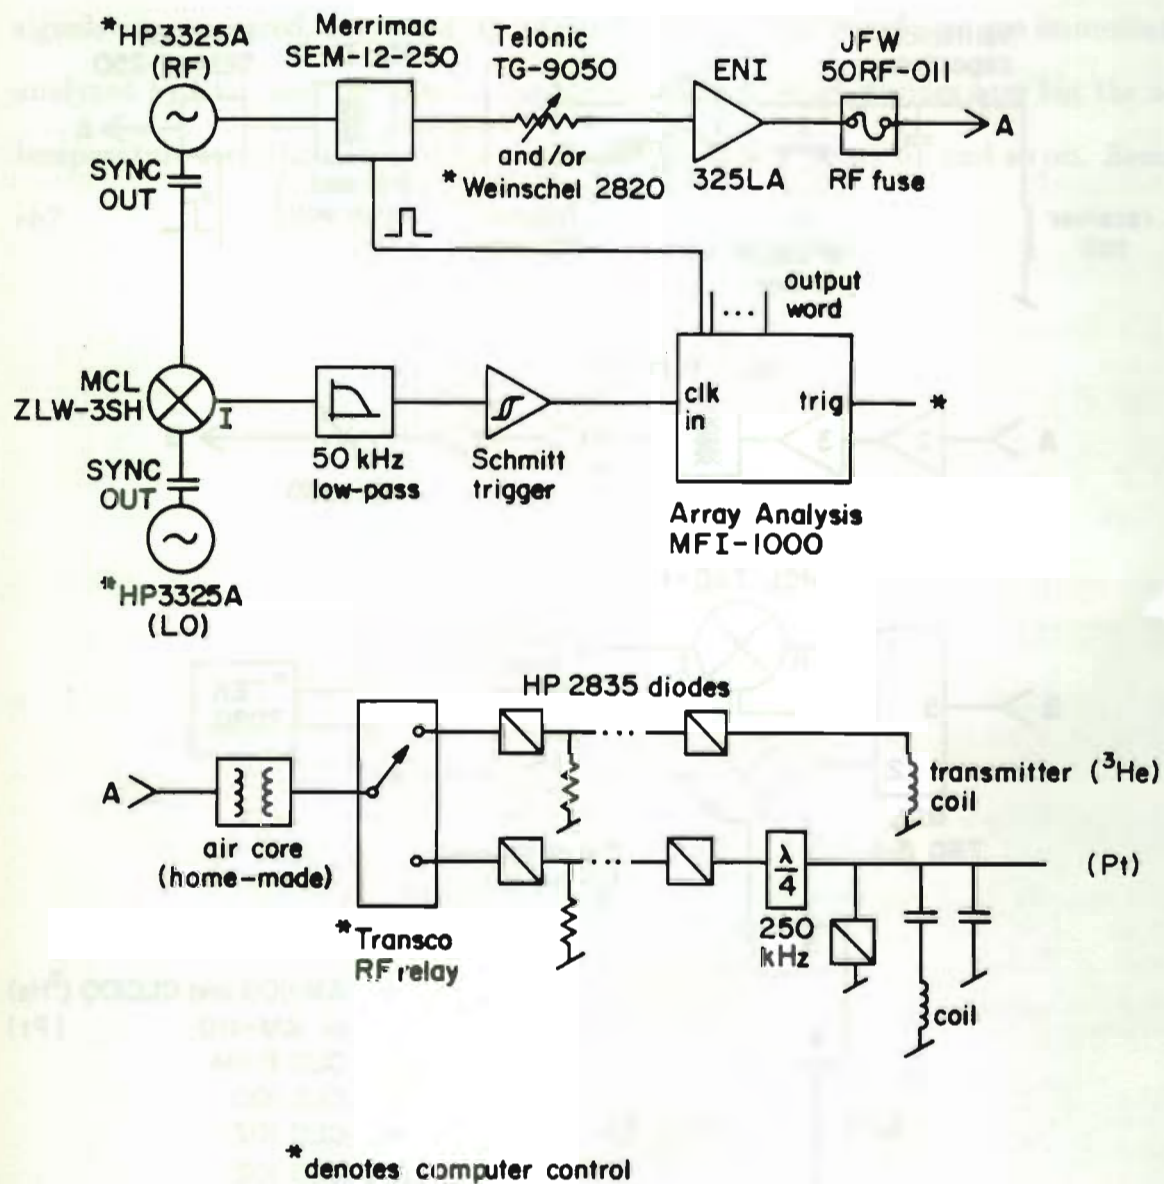 *HP3325A
(RF)
Merrimac
SEM-12-250
Telonic
TG-9050
ENI
JFW
50RF-011
A
SYNC
OUT
and/or
*Weinschel 2820
325LA
RF fuse
output
word
...
MCL
ZLW-3SH
I
clk
in
trig
*
SYNC
OUT
50 kHz
low-pass
Schmitt
trigger
Array Analysis
MFI-1000
*HP3325A
(LO)
HP 2835 diodes
...
A
transmitter (³He)
coil
air core
(home-made)
...
λ
4
(Pt)
*Transco
RF relay
250
kHz
coil
*denotes computer control